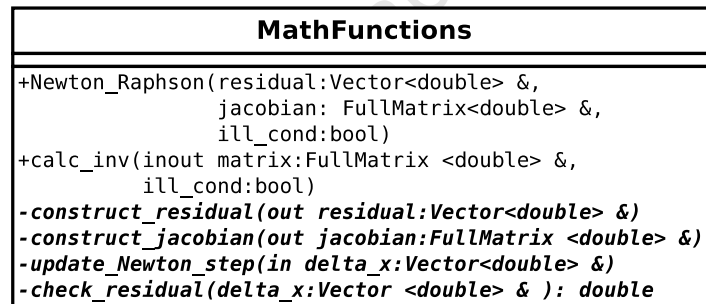 MathFunctions
+Newton_Raphson(residual:Vector<double> &,
jacobian: FullMatrix<double> &,
ill_cond:bool)
+calc_inv(inout matrix:FullMatrix <double> &,
ill_cond:bool)
-construct_residual(out residual:Vector<double> &)
-construct_jacobian(out jacobian:FullMatrix <double> &)
-update_Newton_step(in delta_x:Vector<double> &)
-check_residual(delta_x:Vector <double> & ): double